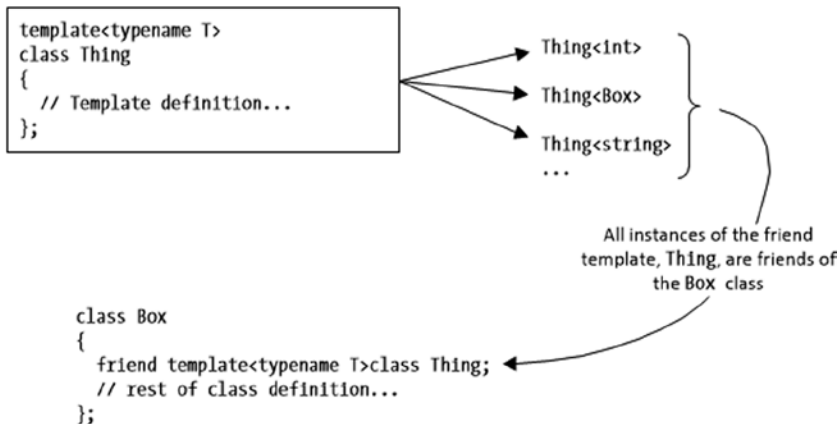 template<typename T>
class Thing
{
  // Template definition...
};
Thing<int>
Thing<Box>
Thing<string>
...
All instances of the friend
template, Thing, are friends of
the Box class
class Box
{
  friend template<typename T>class Thing;
  // rest of class definition...
};